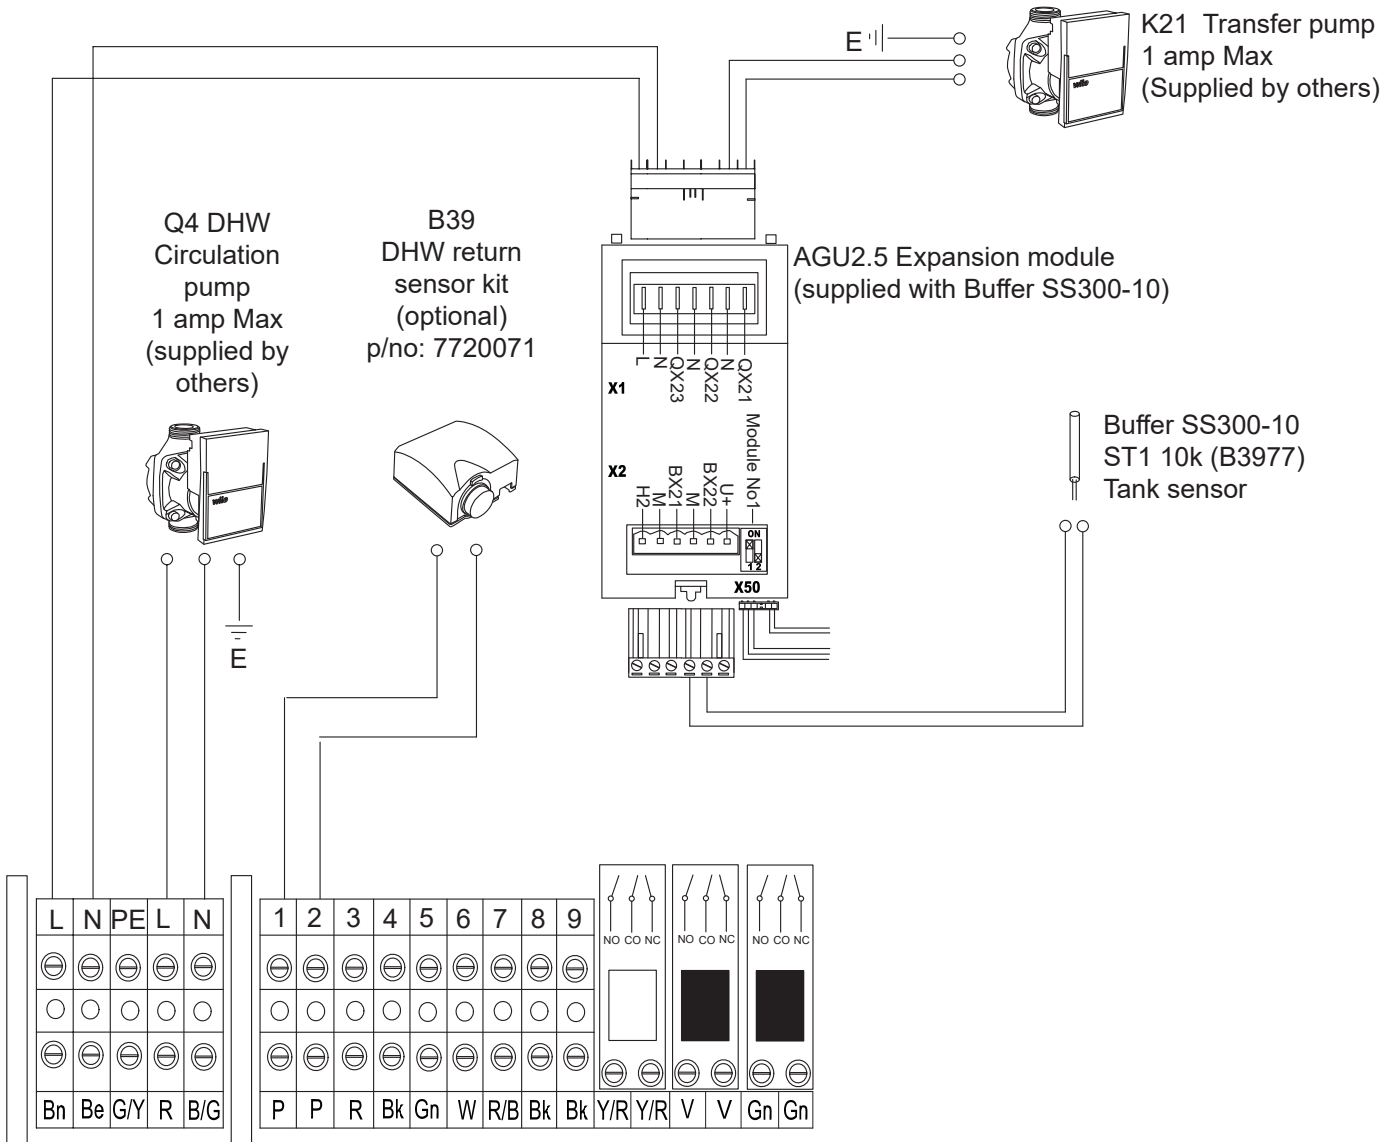 K21 Transfer pump
1 amp Max
(Supplied by others)
E
wilo
Q4 DHW
Circulation
pump
1 amp Max
(supplied by
others)
B39
DHW return
sensor kit
(optional)
p/no: 7720071
AGU2.5 Expansion module
(supplied with Buffer SS300-10)
L N QX23 N QX22 N QX21
X1
Module No1
X2
H2 M BX21 M BX22 U+
ON
1 2
X50
Buffer SS300-10
ST1 10k (B3977)
Tank sensor
wilo
E
L N PE L N
1 2 3 4 5 6 7 8 9
NO CO NC NO CO NC NO CO NC
Bn Be G/Y R B/G
P P R Bk Gn W R/B Bk Bk Y/R Y/R V V Gn Gn